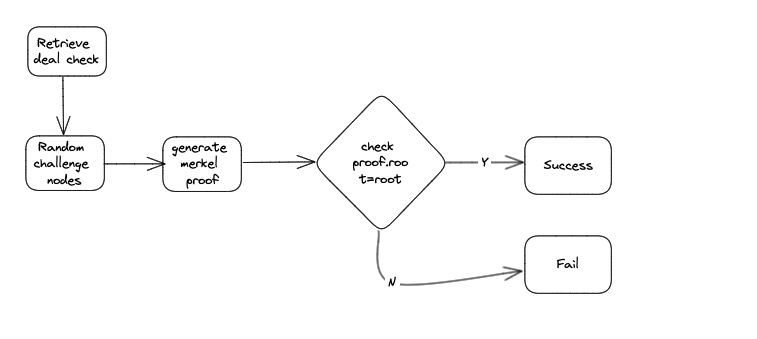 Retrieve
deal check
Random
challenge
nodes
generate
merkel
proof
check
proof.roo
t=root
Y
Success
N
Fail